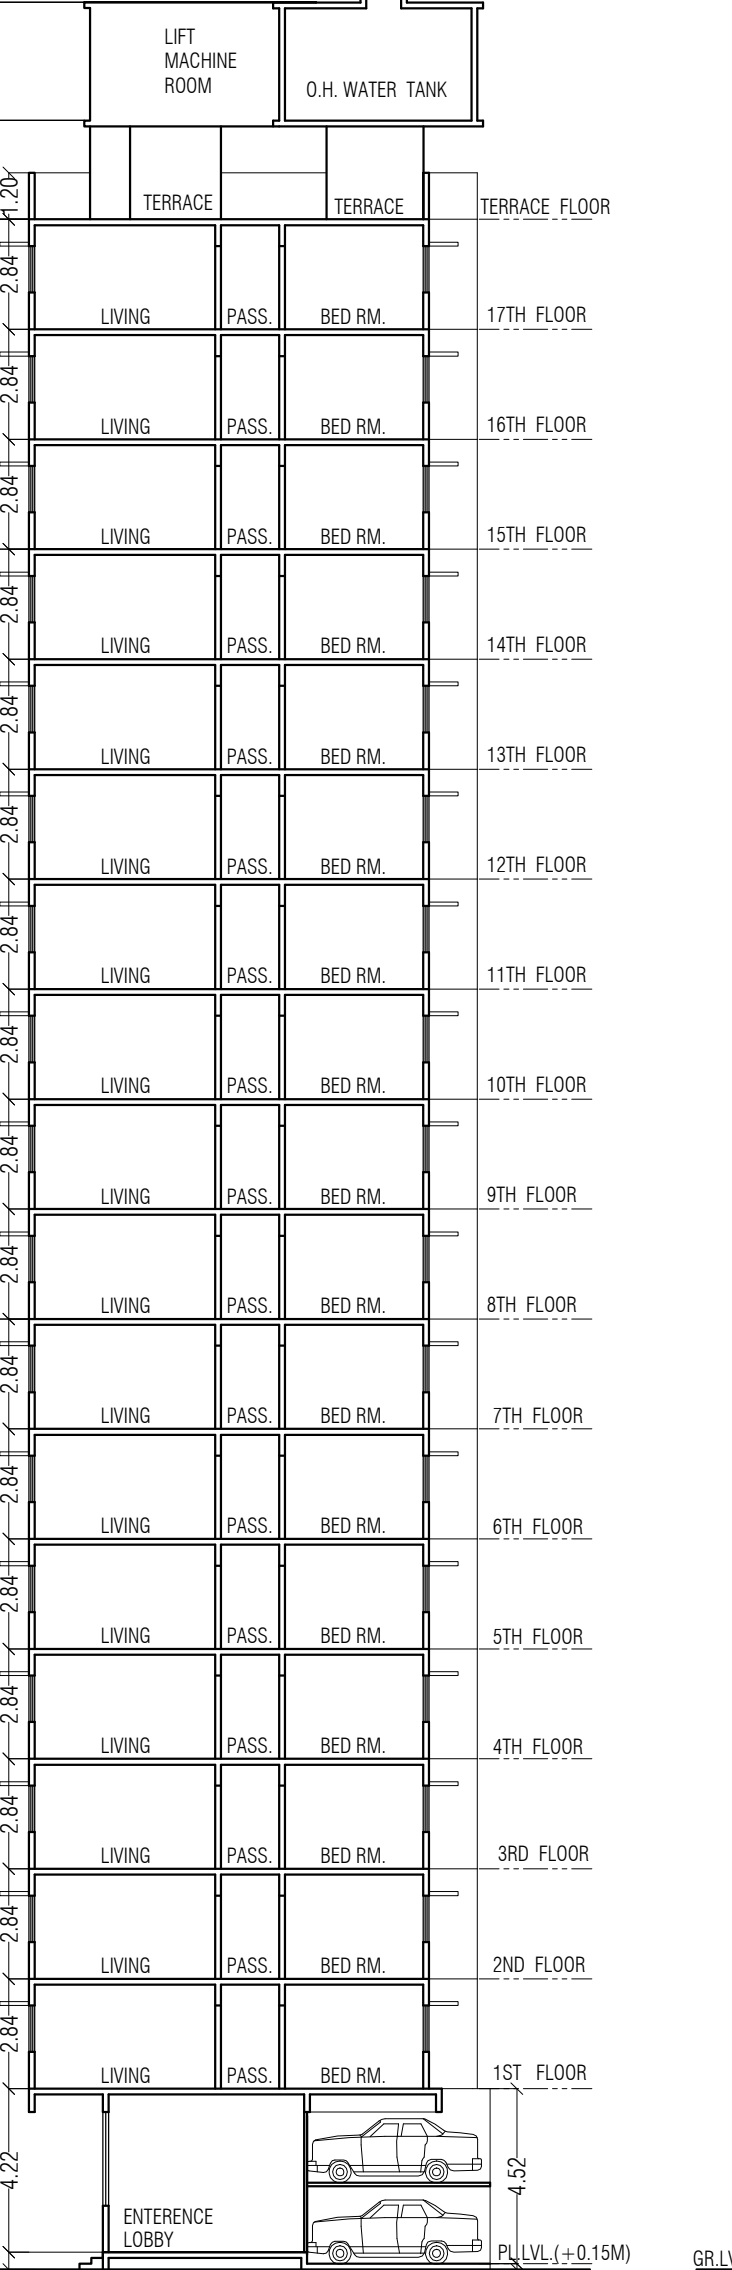 LIFT
MACHINE
ROOM
O.H. WATER TANK
1.20
TERRACE
TERRACE
TERRACE FLOOR
2.84
LIVING PASS. BED RM. 17TH FLOOR
2.84
LIVING PASS. BED RM. 16TH FLOOR
2.84
LIVING PASS. BED RM. 15TH FLOOR
2.84
LIVING PASS. BED RM. 14TH FLOOR
2.84
LIVING PASS. BED RM. 13TH FLOOR
2.84
LIVING PASS. BED RM. 12TH FLOOR
2.84
LIVING PASS. BED RM. 11TH FLOOR
2.84
LIVING PASS. BED RM. 10TH FLOOR
2.84
LIVING PASS. BED RM. 9TH FLOOR
2.84
LIVING PASS. BED RM. 8TH FLOOR
2.84
LIVING PASS. BED RM. 7TH FLOOR
2.84
LIVING PASS. BED RM. 6TH FLOOR
2.84
LIVING PASS. BED RM. 5TH FLOOR
2.84
LIVING PASS. BED RM. 4TH FLOOR
2.84
LIVING PASS. BED RM. 3RD FLOOR
2.84
LIVING PASS. BED RM. 2ND FLOOR
2.84
LIVING PASS. BED RM. 1ST FLOOR
4.22
4.52
ENTERENCE
LOBBY
PL.LVL.(+0.15M)
GR.LV